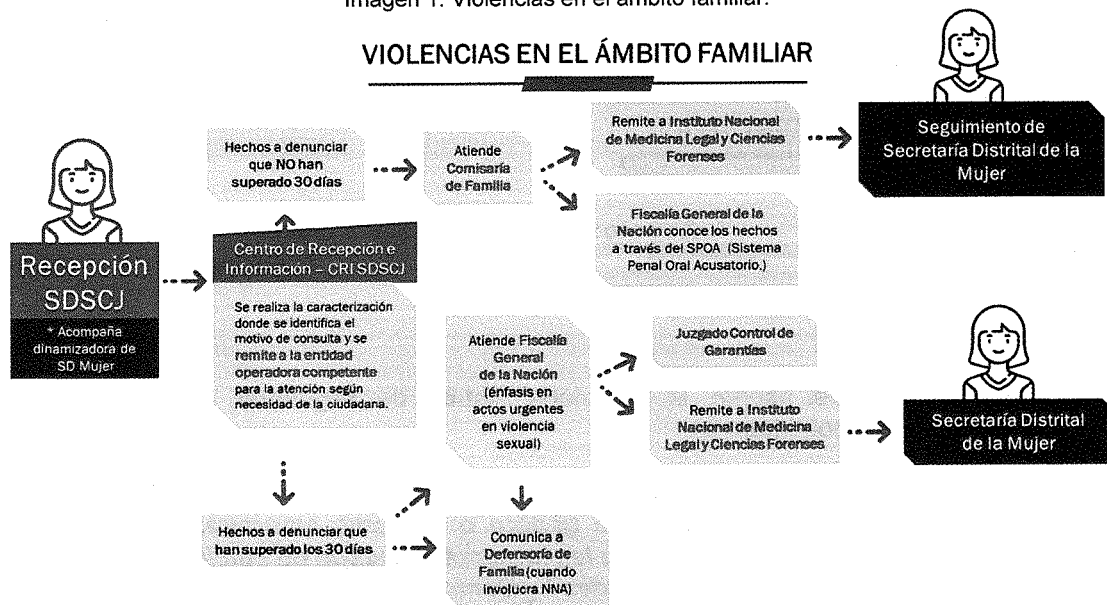 Imagen 1. Violencias en el ámbito familiar.
VIOLENCIAS EN EL ÁMBITO FAMILIAR
Recepción
SDSCJ
* Acompaña
dinamizadora de
SD Mujer
Hechos a denunciar
que NO han
superado 30 días
Centro de Recepción e
Información – CRI SDSCJ
Se realiza la caracterización
donde se identifica el
motivo de consulta y se
remite a la entidad
operadora competente
para la atención según
necesidad de la ciudadana.
Hechos a denunciar que
han superado los 30 días
Atiende
Comisaría
de Familia
Remite a Instituto Nacional
de Medicina Legal y Ciencias
Forenses
Fiscalía General de la
Nación conoce los hechos
a través del SPOA (Sistema
Penal Oral Acusatorio.)
Seguimiento de
Secretaría Distrital de la
Mujer
Atiende Fiscalía
General
de la Nación
(énfasis en
actos urgentes
en violencia
sexual)
Comunica a
Defensoría de
Familia (cuando
involucra NNA)
Juzgado Control de
Garantías
Remite a Instituto
Nacional de Medicina
Legal y Ciencias Forenses
Secretaría Distrital
de la Mujer